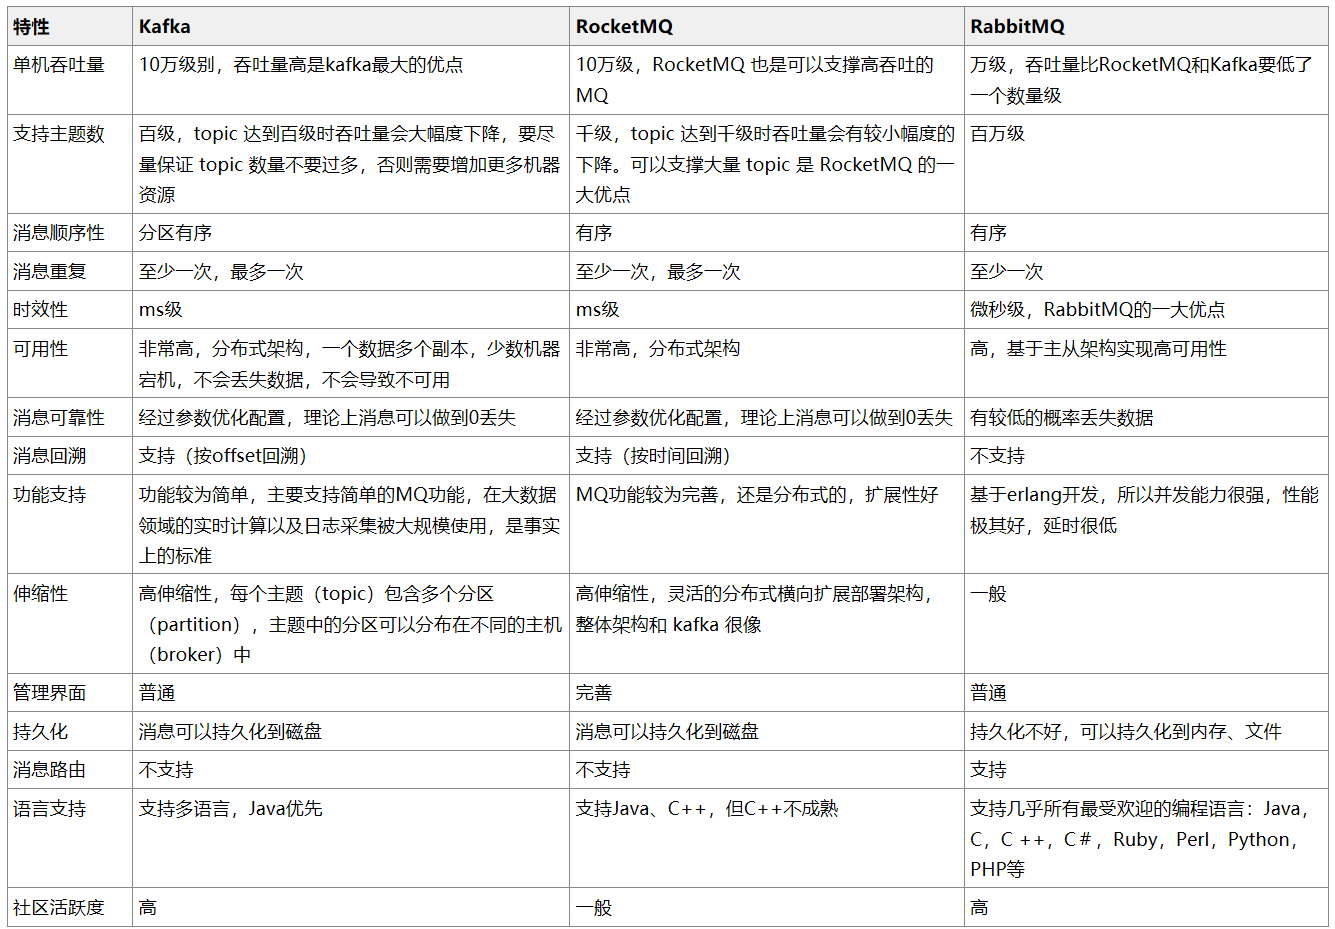 特性
Kafka
RocketMQ
RabbitMQ
单机吞吐量
10万级别，吞吐量高是kafka最大的优点
10万级，RocketMQ 也是可以支撑高吞吐的
MQ
万级，吞吐量比RocketMQ和Kafka要低了
一个数量级
支持主题数
百级，topic 达到百级时吞吐量会大幅度下降，要尽
量保证 topic 数量不要过多，否则需要增加更多机器
资源
千级，topic 达到千级时吞吐量会有较小幅度的
下降。可以支撑大量 topic 是 RocketMQ 的一
大优点
百万级
消息顺序性
分区有序
有序
有序
消息重复
至少一次，最多一次
至少一次，最多一次
至少一次
时效性
ms级
ms级
微秒级，RabbitMQ的一大优点
可用性
非常高，分布式架构，一个数据多个副本，少数机器
宕机，不会丢失数据，不会导致不可用
非常高，分布式架构
高，基于主从架构实现高可用性
消息可靠性
经过参数优化配置，理论上消息可以做到0丢失
经过参数优化配置，理论上消息可以做到0丢失
有较低的概率丢失数据
消息回溯
支持（按offset回溯）
支持（按时间回溯）
不支持
功能支持
功能较为简单，主要支持简单的MQ功能，在大数据
领域的实时计算以及日志采集被大规模使用，是事实
上的标准
MQ功能较为完善，还是分布式的，扩展性好
基于erlang开发，所以并发能力很强，性能
极其好，延时很低
伸缩性
高伸缩性，每个主题（topic）包含多个分区
（partition），主题中的分区可以分布在不同的主机
（broker）中
高伸缩性，灵活的分布式横向扩展部署架构，
整体架构和 kafka 很像
一般
管理界面
普通
完善
普通
持久化
消息可以持久化到磁盘
消息可以持久化到磁盘
持久化不好，可以持久化到内存、文件
消息路由
不支持
不支持
支持
语言支持
支持多语言，Java优先
支持Java、C++，但C++不成熟
支持几乎所有最受欢迎的编程语言：Java，
C，C ++，C＃，Ruby，Perl，Python，
PHP等
社区活跃度
高
一般
高